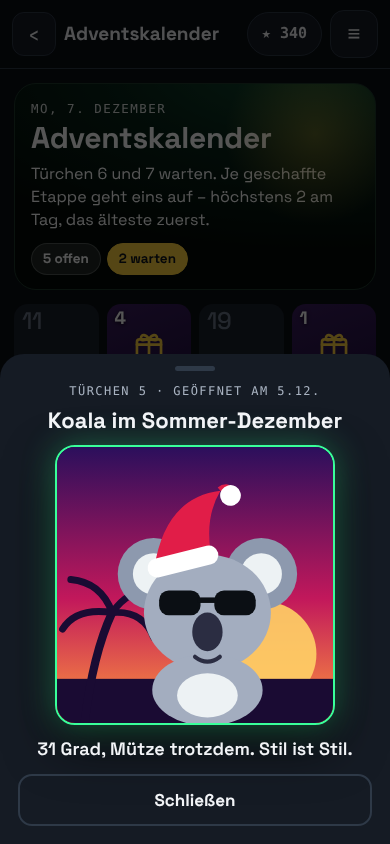 < Adventskalender ★ 340 ≡
MO, 7. DEZEMBER
Adventskalender
Türchen 6 und 7 warten. Je geschaffte
Etappe geht eins auf – höchstens 2 am
Tag, das älteste zuerst.
5 offen 2 warten
11 4 19 1
TÜRCHEN 5 · GEÖFFNET AM 5.12.
Koala im Sommer-Dezember
31 Grad, Mütze trotzdem. Stil ist Stil.
Schließen